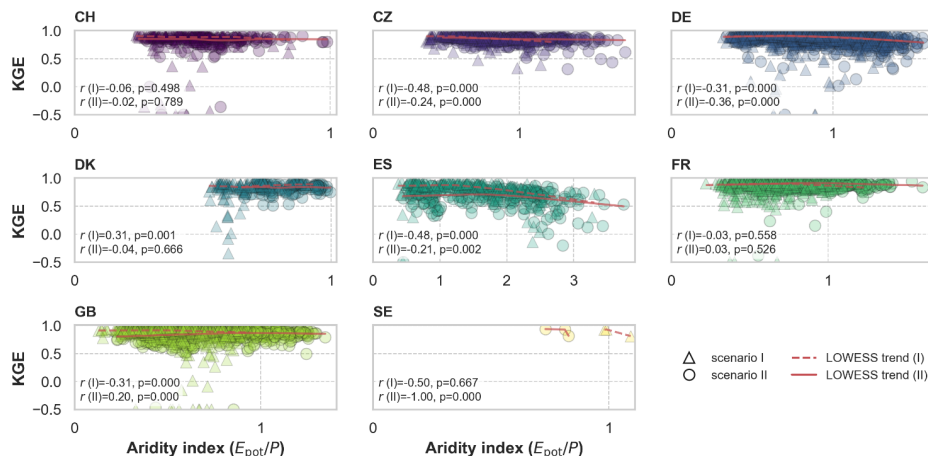 CH
CZ
DE
KGE
1.0
0.5
0.0
−0.5
r (I)=-0.06, p=0.498
r (II)=-0.02, p=0.789
r (I)=-0.48, p=0.000
r (II)=-0.24, p=0.000
r (I)=-0.31, p=0.000
r (II)=-0.36, p=0.000
0
1
0
1
0
1
DK
ES
FR
KGE
1.0
0.5
0.0
−0.5
r (I)=0.31, p=0.001
r (II)=-0.04, p=0.666
r (I)=-0.48, p=0.000
r (II)=-0.21, p=0.002
r (I)=-0.03, p=0.558
r (II)=0.03, p=0.526
0
1
1
2
3
0
1
GB
SE
KGE
1.0
0.5
0.0
−0.5
r (I)=-0.31, p=0.000
r (II)=0.20, p=0.000
r (I)=-0.50, p=0.667
r (II)=-1.00, p=0.000
scenario I
LOWESS trend (I)
scenario II
LOWESS trend (II)
0
1
0
1
Aridity index (Epot/P)
Aridity index (Epot/P)